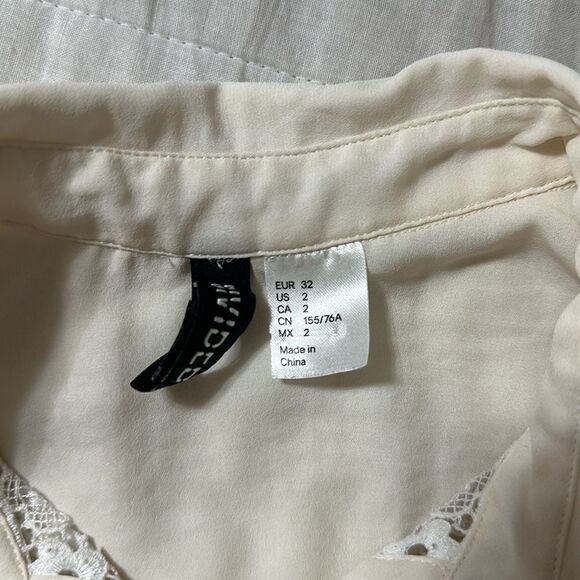 EUR 32
US 2
CA 2
CN 155/76A
MX 2
Made in
China